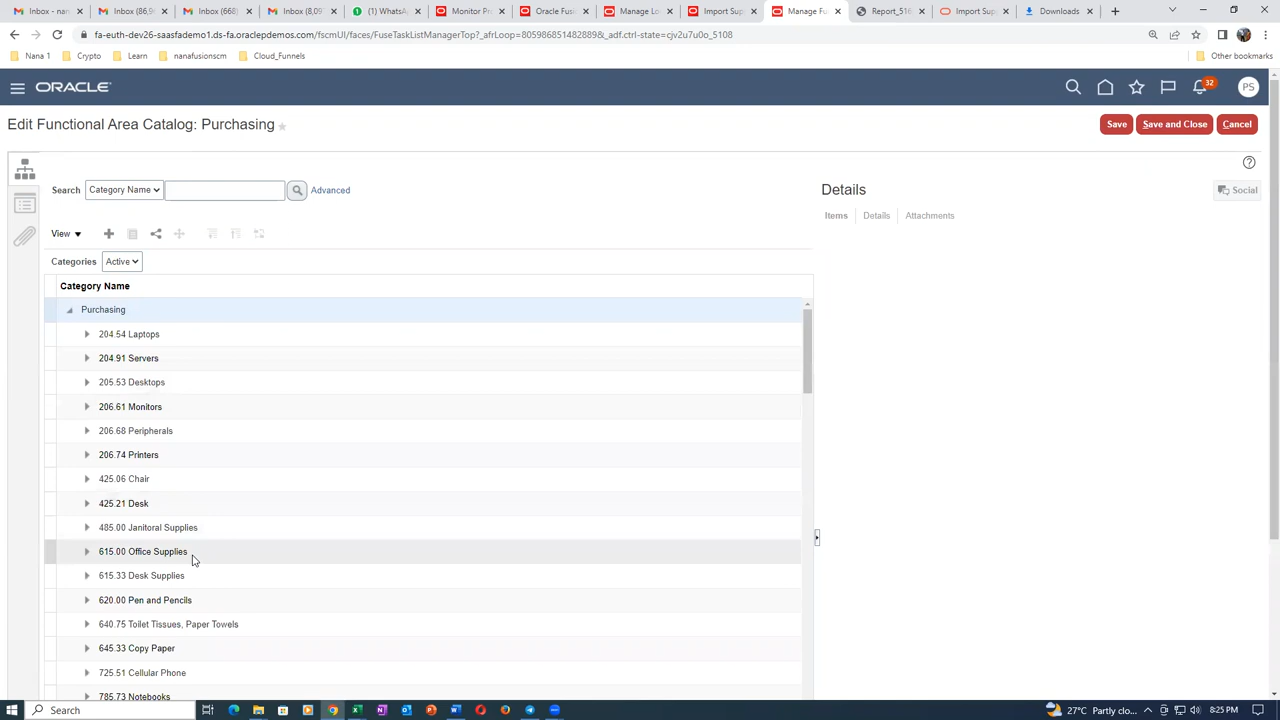 Inbox - nan
Inbox (86,9
Inbox (668)
Inbox (8,09
(1) WhatsA
Monitor Pro
Oracle Fus
Manage Lo
Import Sup
Manage Fu
Report_516
Import Sup
Downloads
fa-euth-dev26-saasfademo1.ds-fa.oraclepdemos.com/fscmUI/faces/FuseTaskListManagerTop?_afrLoop=8059868514828898&_adf.ctrl-state=cjv2u7u0o_5108
Nana 1
Crypto
Learn
nanafusionscm
Cloud_Funnels
Other bookmarks
ORACLE
32
PS
Edit Functional Area Catalog: Purchasing
Save
Save and Close
Cancel
Search
Category Name
Advanced
Details
Social
Items
Details
Attachments
View
Categories
Active
Category Name
Purchasing
204.54 Laptops
204.91 Servers
205.53 Desktops
206.61 Monitors
206.68 Peripherals
206.74 Printers
425.06 Chair
425.21 Desk
485.00 Janitoral Supplies
615.00 Office Supplies
615.33 Desk Supplies
620.00 Pen and Pencils
640.75 Toilet Tissues, Paper Towels
645.33 Copy Paper
725.51 Cellular Phone
785.73 Notebooks
Search
27°C Partly clo...
8:25 PM